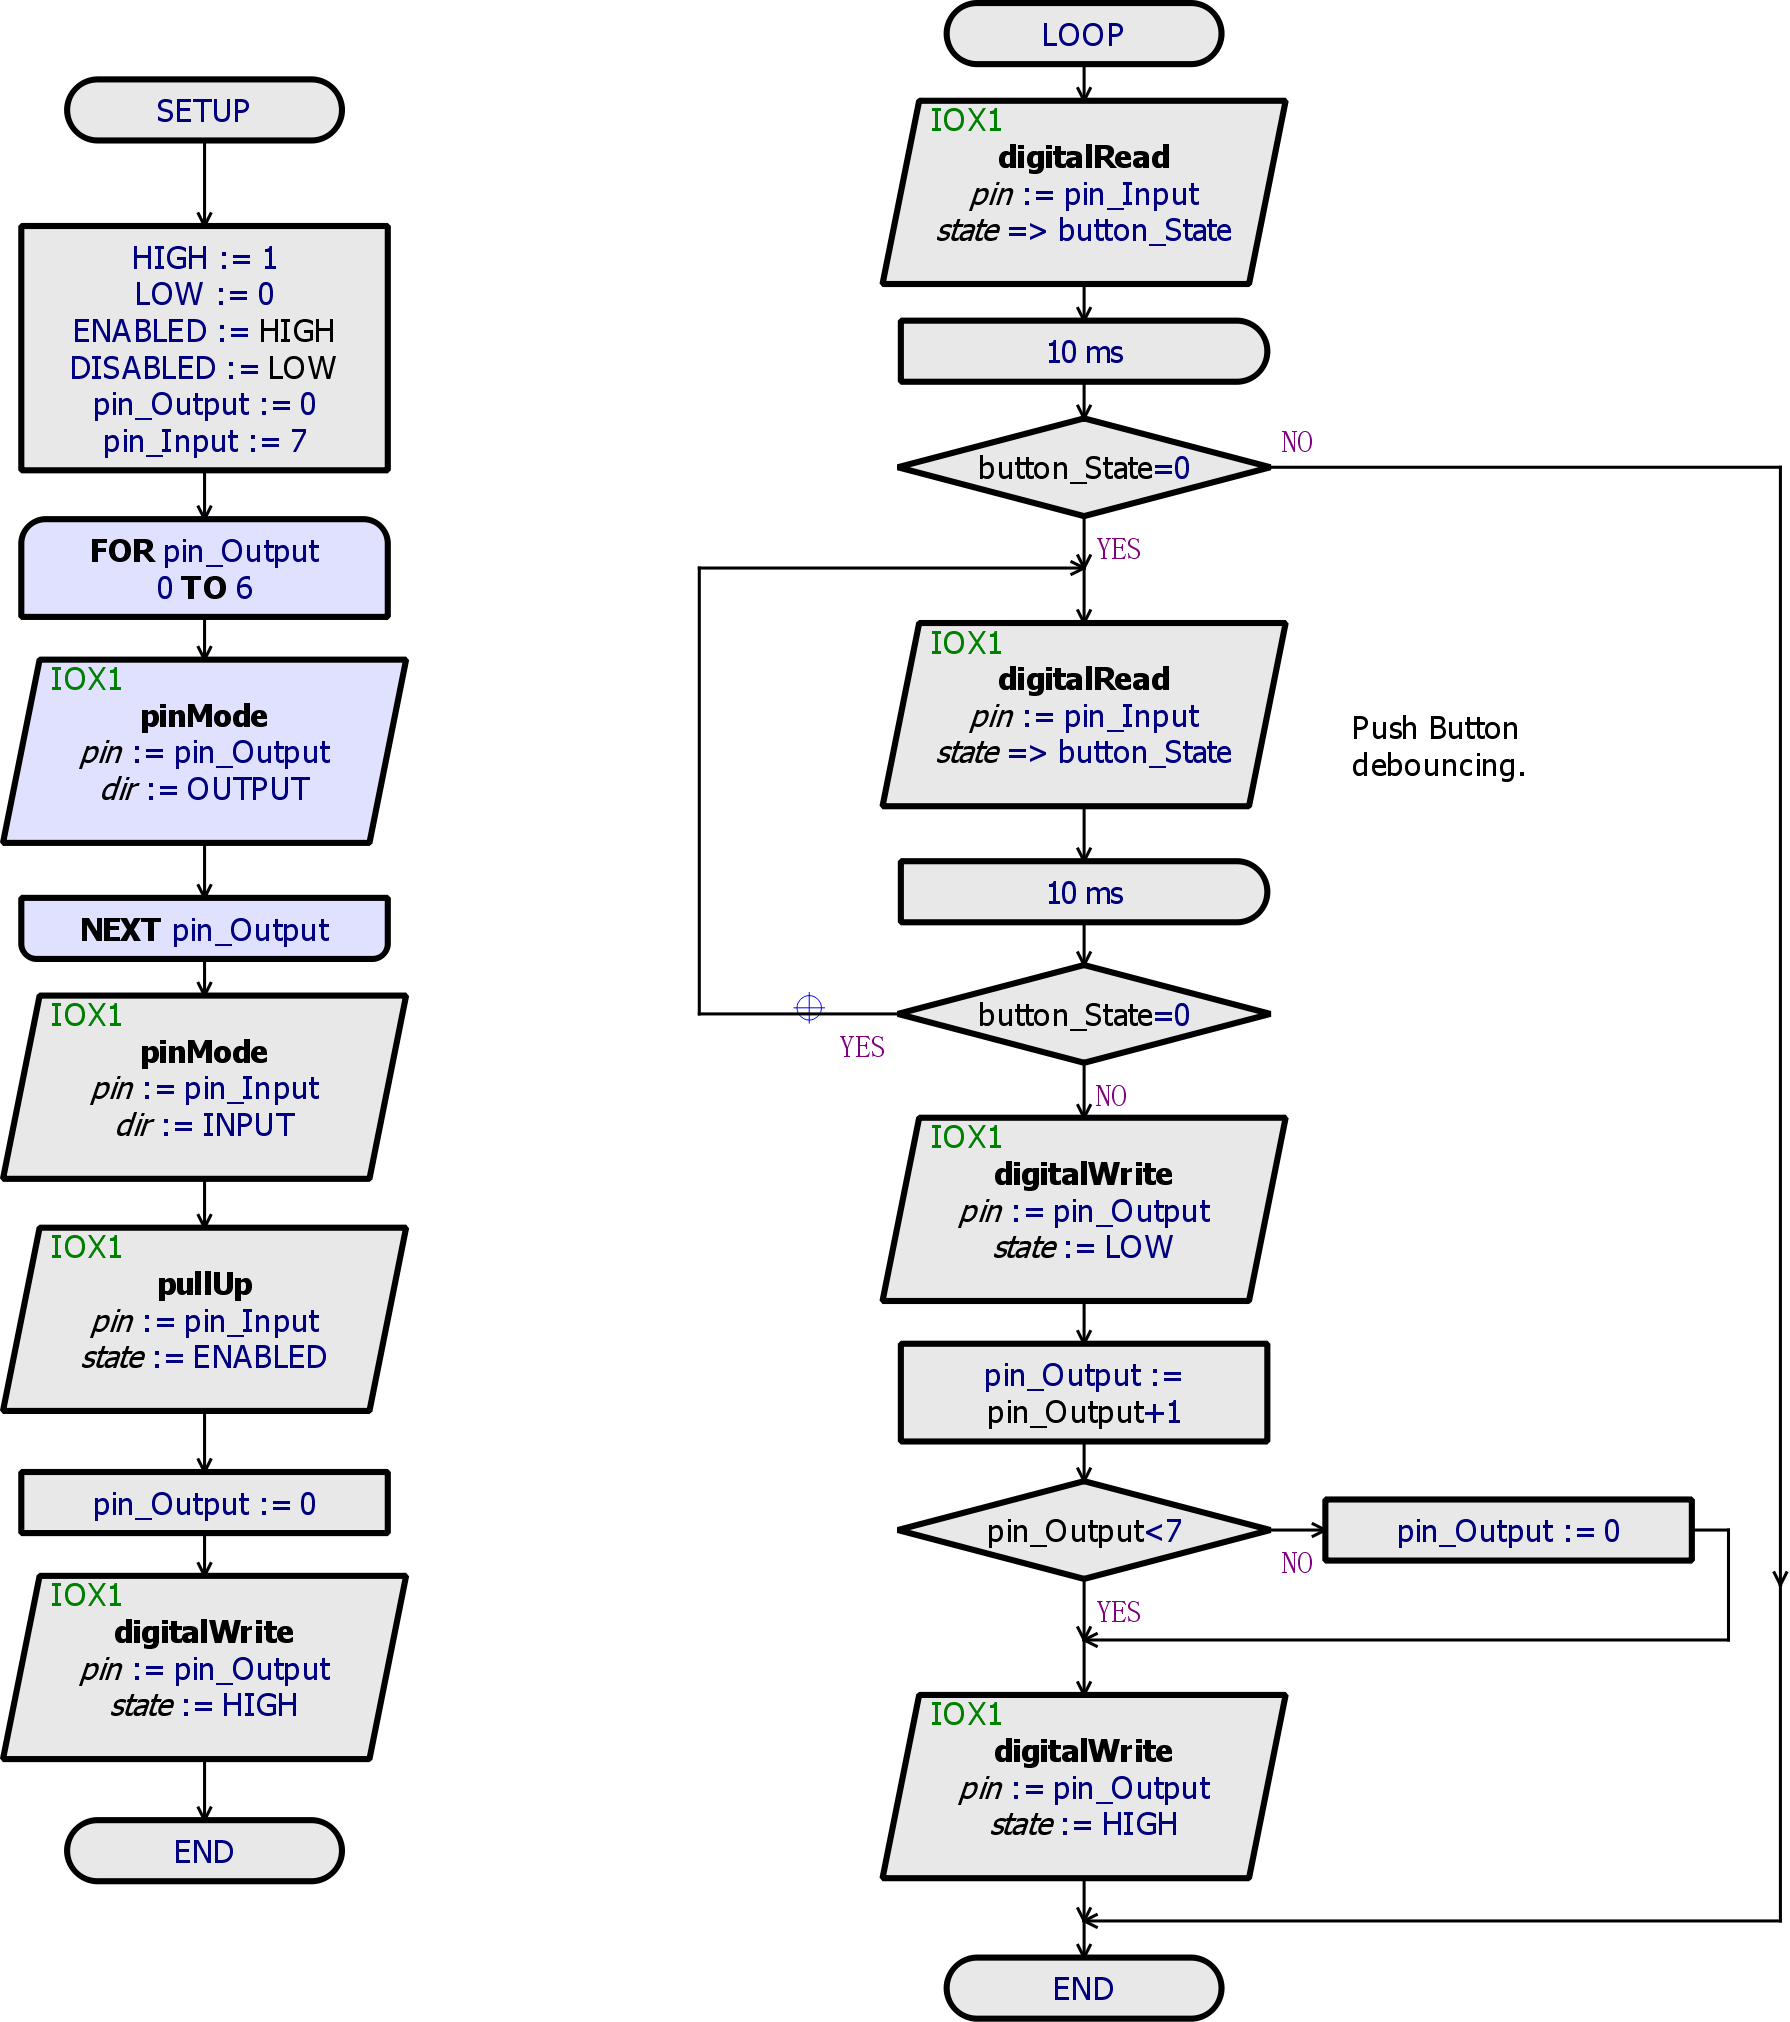 SETUP
HIGH := 1
LOW := 0
ENABLED := HIGH
DISABLED := LOW
pin_Output := 0
pin_Input := 7
FOR pin_Output
0 TO 6
IOX1
pinMode
pin := pin_Output
dir := OUTPUT
NEXT pin_Output
IOX1
pinMode
pin := pin_Input
dir := INPUT
IOX1
pullUp
pin := pin_Input
state := ENABLED
pin_Output := 0
IOX1
digitalWrite
pin := pin_Output
state := HIGH
END
LOOP
IOX1
digitalRead
pin := pin_Input
state => button_State
10 ms
button_State=0
NO
YES
IOX1
digitalRead
pin := pin_Input
state => button_State
Push Button
debouncing.
10 ms
button_State=0
YES
NO
IOX1
digitalWrite
pin := pin_Output
state := LOW
pin_Output :=
pin_Output+1
pin_Output<7
NO
pin_Output := 0
YES
IOX1
digitalWrite
pin := pin_Output
state := HIGH
END